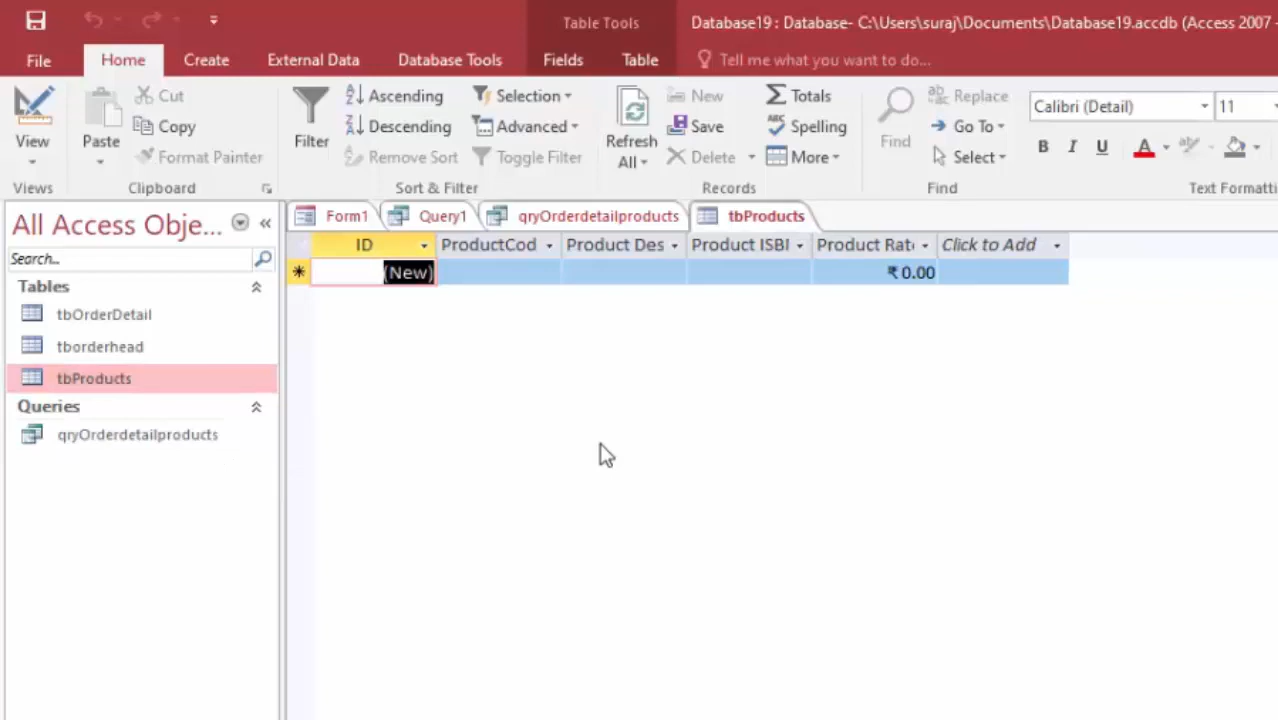 Table Tools
Database19 : Database- C:\Users\suraj\Documents\Database19.accdb (Access 2007 -
File Home Create External Data Database Tools Fields Table Tell me what you want to do...
View
Views
Paste
Cut
Copy
Format Painter
Clipboard
Filter
Ascending
Descending
Remove Sort
Selection
Advanced
Toggle Filter
Sort & Filter
Refresh
All
New
Save
Delete
Totals
Spelling
More
Records
Find
Replace
Go To
Select
Find
Calibri (Detail) 11
B I U A
Text Formatti
All Access Obje...
Search..
Tables
tbOrderDetail
tborderhead
tbProducts
Queries
qryOrderdetailproducts
Form1 Query1 qryOrderdetailproducts tbProducts
ID ProductCod Product Des Product ISBI Product Rate Click to Add
(New) ₹ 0.00